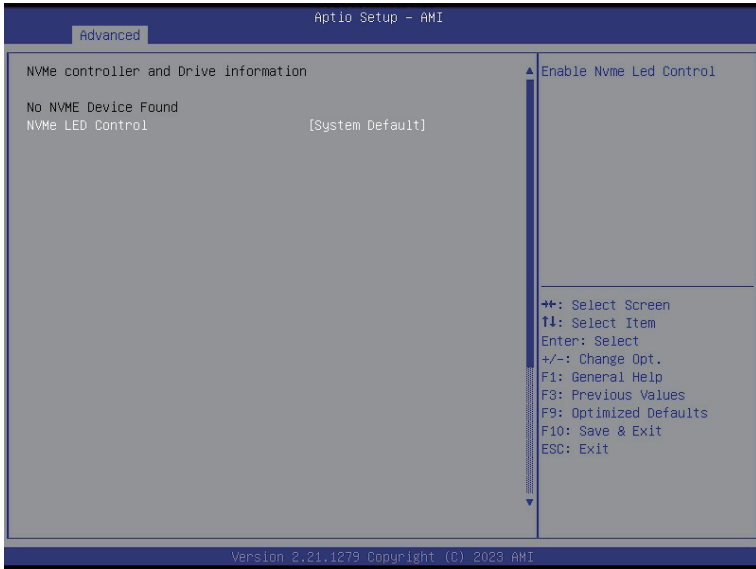 Aptio Setup – AMI
Advanced
NVMe controller and Drive information
No NVME Device Found
NVMe LED Control [System Default]
Enable Nvme Led Control
→←: Select Screen
↑↓: Select Item
Enter: Select
+/-: Change Opt.
F1: General Help
F3: Previous Values
F9: Optimized Defaults
F10: Save & Exit
ESC: Exit
Version 2.21.1279 Copyright (C) 2023 AMI